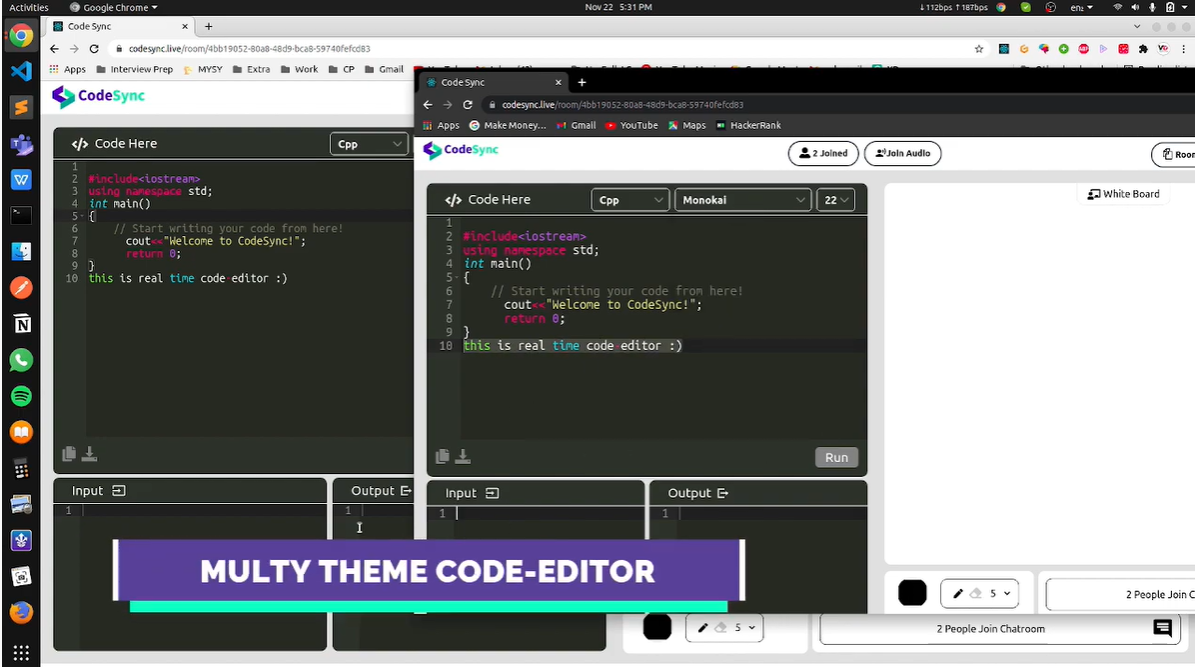 Activities Google Chrome Nov 22 5:31 PM ↓112bps ↑187bps en₂
Code Sync
codesync.live/room/4bb19052-80a8-48d9-bca8-59740fefcd83
Apps Interview Prep MYSY Extra Work CP Gmail
CodeSync
</> Code Here Cpp
1
2 #include<iostream>
3 using namespace std;
4 int main()
5 {
6 // Start writing your code from here!
7 cout<<"Welcome to CodeSync!";
8 return 0;
9 }
10 this is real time code-editor :)
Input Output
1 1
Code Sync
codesync.live/room/4bb19052-80a8-48d9-bca8-59740fefcd83
Apps Make Money... Gmail YouTube Maps HackerRank
CodeSync 2 Joined Join Audio Room
</> Code Here Cpp Monokai 22
White Board
1
2 #include<iostream>
3 using namespace std;
4 int main()
5 {
6 // Start writing your code from here!
7 cout<<"Welcome to CodeSync!";
8 return 0;
9 }
10 this is real time code-editor :)
Run
Input Output
1 1
MULTY THEME CODE-EDITOR
5 2 People Join C
5 2 People Join Chatroom